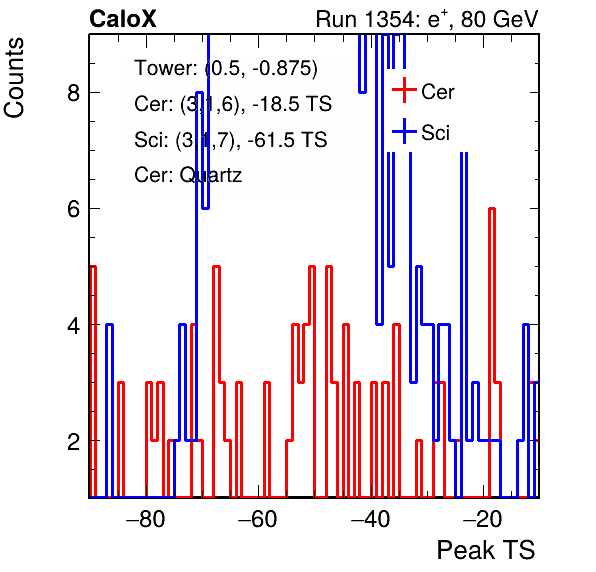 CaloX Run 1354: e⁺, 80 GeV
Counts
Tower: (0.5, -0.875)
Cer: (3,1,6), -18.5 TS
Sci: (3,1,7), -61.5 TS
Cer: Quartz
Cer
Sci
8
6
4
2
−80 −60 −40 −20
Peak TS